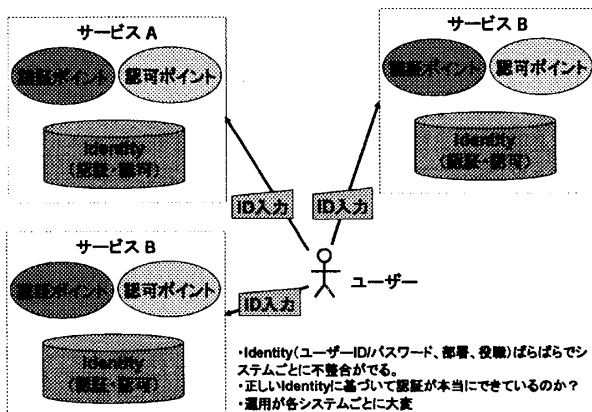 サービス A
認証ポイント
認可ポイント
Identity
(認証・認可)
サービス B
認証ポイント
認可ポイント
Identity
(認証・認可)
ID入力
ID入力
サービス B
認証ポイント
認可ポイント
Identity
(認証・認可)
ID入力
ユーザー
・Identity(ユーザーID/パスワード、部署、役職)ばらばらでシ
ステムごとに不整合がでる。
・正しいIdentityに基づいて認証が本当にできているのか?
・運用が各システムごとに大変